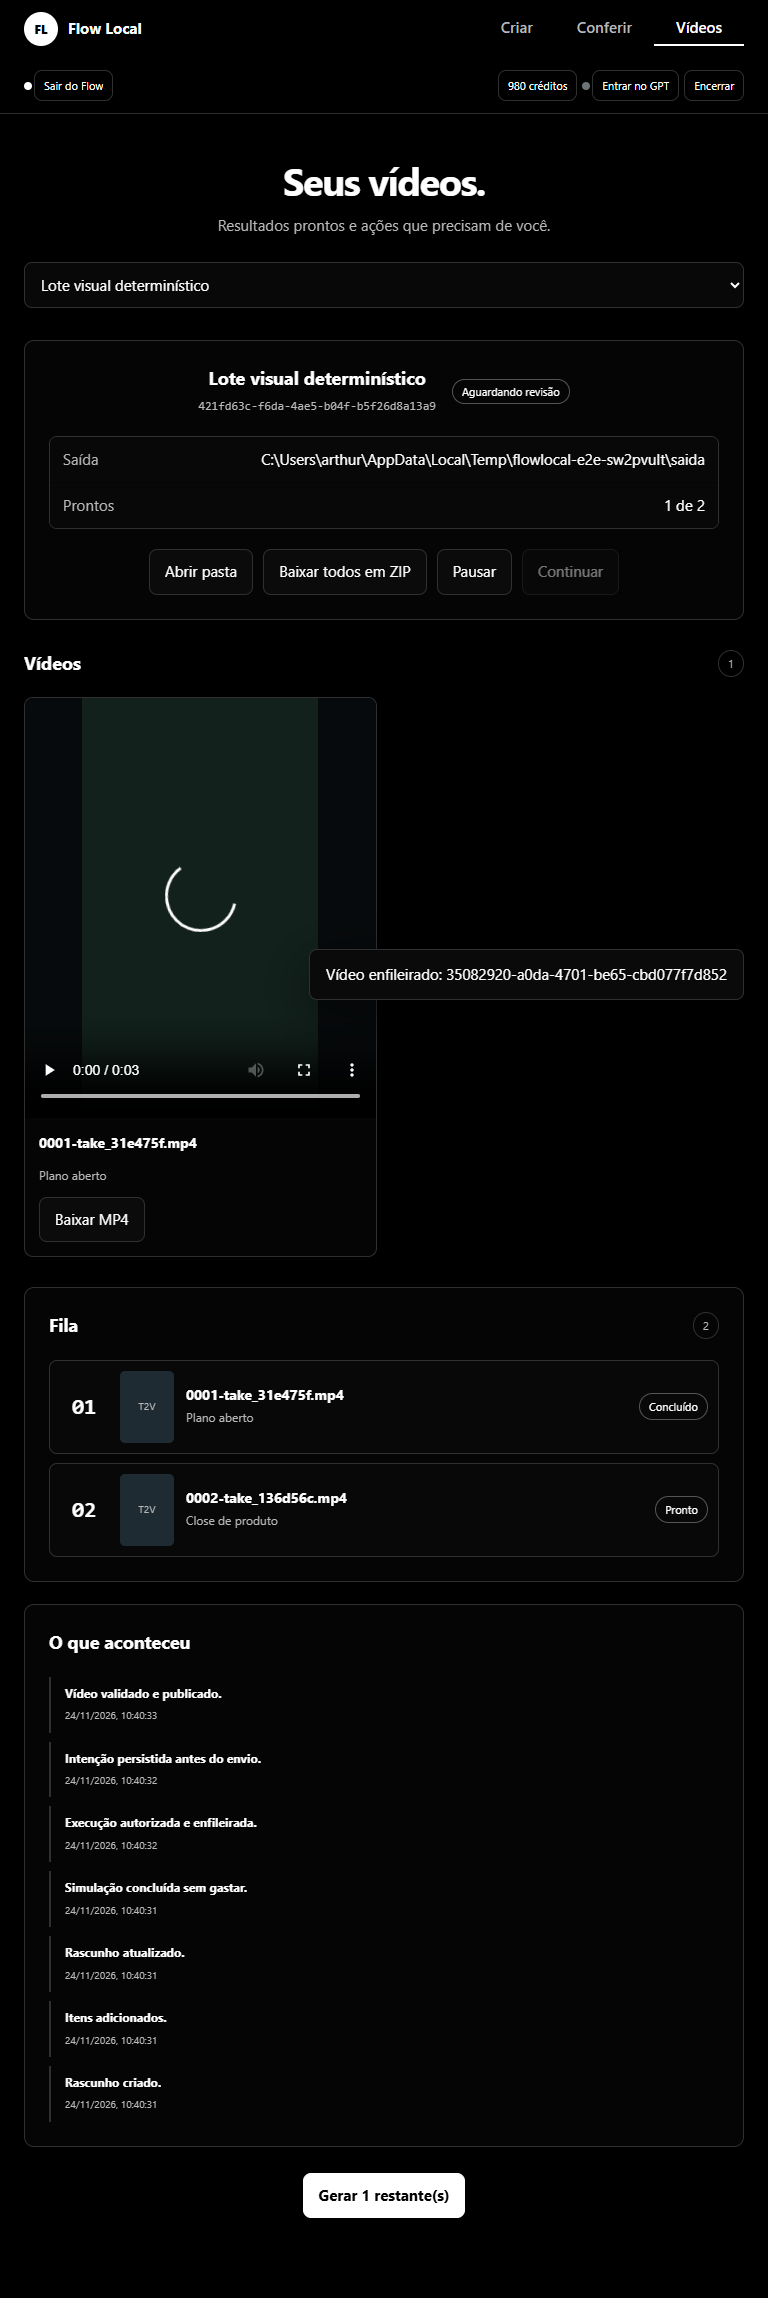 FL
Flow Local
Criar
Conferir
Vídeos
Sair do Flow
980 créditos
Entrar no GPT
Encerrar
Seus vídeos.
Resultados prontos e ações que precisam de você.
Lote visual determinístico
Lote visual determinístico
421fd63c-f6da-4ae5-b04f-b5f26d8a13a9
Aguardando revisão
Saída
C:\Users\arthur\AppData\Local\Temp\flowlocal-e2e-sw2pvult\saida
Prontos
1 de 2
Abrir pasta
Baixar todos em ZIP
Pausar
Continuar
Vídeos
1
Vídeo enfileirado: 35082920-a0da-4701-be65-cbd077f7d852
0:00 / 0:03
0001-take_31e475f.mp4
Plano aberto
Baixar MP4
Fila
2
01
T2V
0001-take_31e475f.mp4
Plano aberto
Concluído
02
T2V
0002-take_136d56c.mp4
Close de produto
Pronto
O que aconteceu
Vídeo validado e publicado.
24/11/2026, 10:40:33
Intenção persistida antes do envio.
24/11/2026, 10:40:32
Execução autorizada e enfileirada.
24/11/2026, 10:40:32
Simulação concluída sem gastar.
24/11/2026, 10:40:31
Rascunho atualizado.
24/11/2026, 10:40:31
Itens adicionados.
24/11/2026, 10:40:31
Rascunho criado.
24/11/2026, 10:40:31
Gerar 1 restante(s)